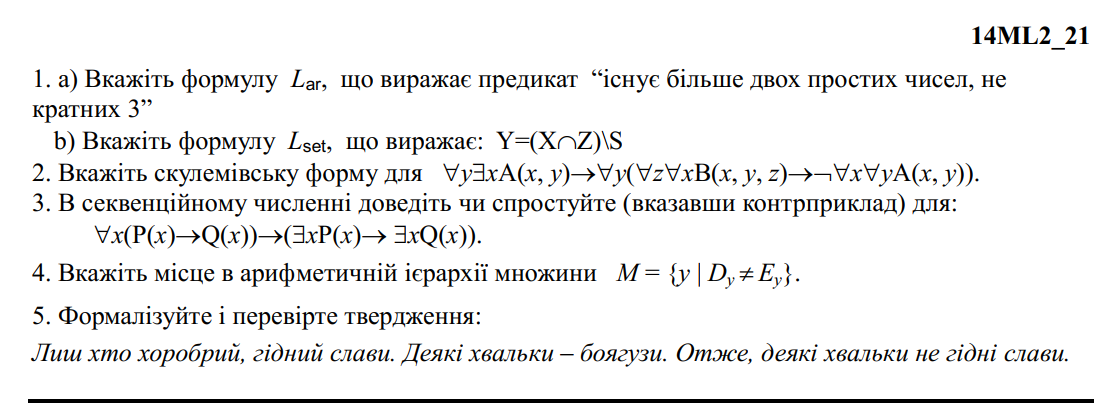 14ML2_21
1. a) Вкажіть формулу Lar, що виражає предикат “існує більше двох простих чисел, не
кратних 3”
b) Вкажіть формулу Lset, що виражає: Y=(X∩Z)\S
2. Вкажіть скулемівську форму для ∀y∃xA(x, y)→∀y(∀z∀xB(x, y, z)→¬∀x∀yA(x, y)).
3. В секвенційному численні доведіть чи спростуйте (вказавши контрприклад) для:
∀x(P(x)→Q(x))→(∃xP(x)→ ∃xQ(x)).
4. Вкажіть місце в арифметичній ієрархії множини M = {y | Dy ≠ Ey}.
5. Формалізуйте і перевірте твердження:
Лиш хто хоробрий, гідний слави. Деякі хвальки – боягузи. Отже, деякі хвальки не гідні слави.